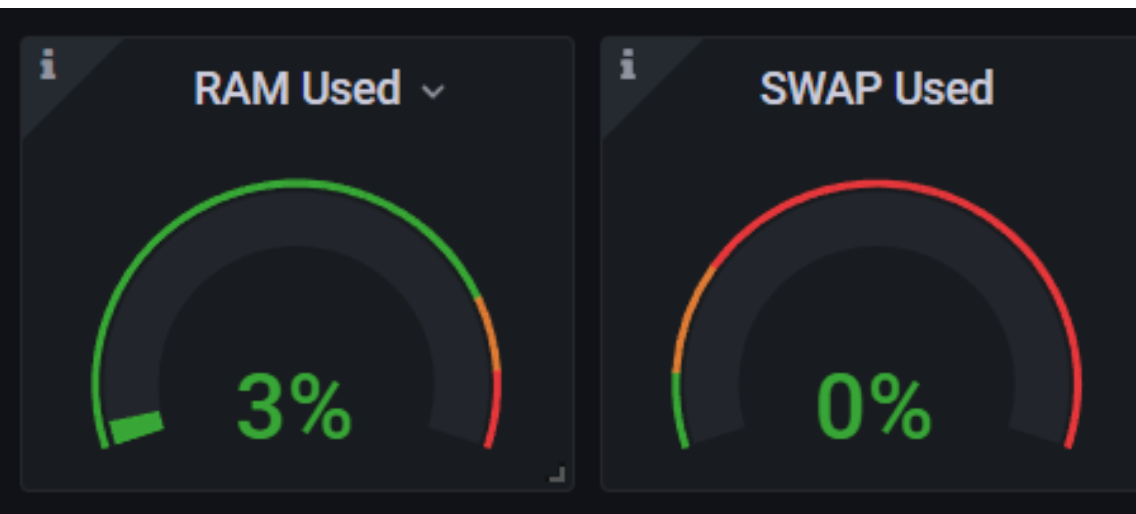 i
RAM Used
i
SWAP Used
3%
0%